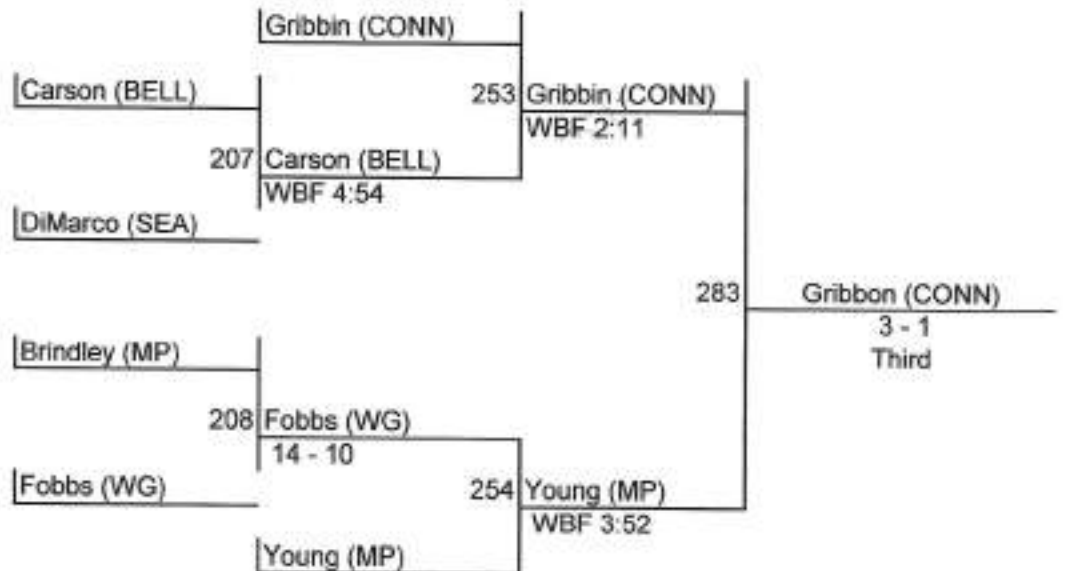 Gribbin (CONN)
Carson (BELL)
253 Gribbin (CONN)
WBF 2:11
207 Carson (BELL)
WBF 4:54
DiMarco (SEA)
283 Gribbon (CONN)
3 - 1
Third
Brindley (MP)
208 Fobbs (WG)
14 - 10
Fobbs (WG)
254 Young (MP)
WBF 3:52
Young (MP)